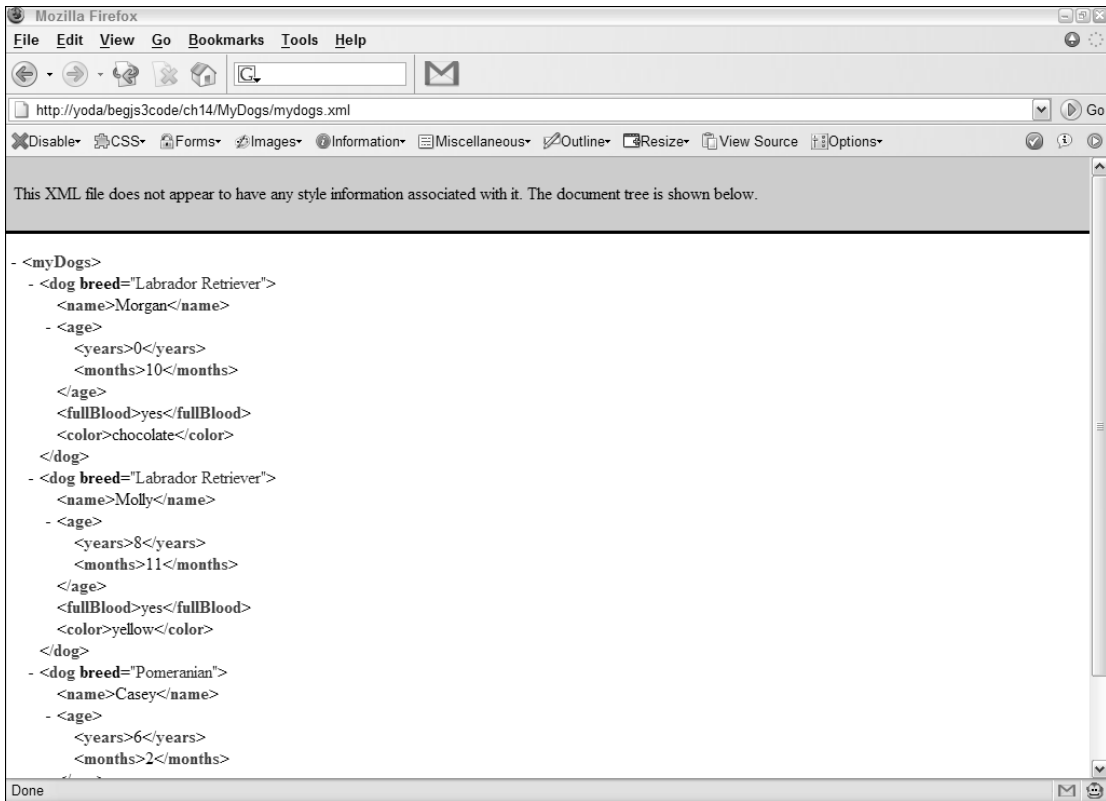 Mozilla Firefox
File Edit View Go Bookmarks Tools Help
G
http://yoda/begjs3code/ch14/MyDogs/mydogs.xml Go
Disable CSS Forms Images Information Miscellaneous Outline Resize View Source Options
This XML file does not appear to have any style information associated with it. The document tree is shown below.
- <myDogs>
- <dog breed="Labrador Retriever">
<name>Morgan</name>
- <age>
<years>0</years>
<months>10</months>
</age>
<fullBlood>yes</fullBlood>
<color>chocolate</color>
</dog>
- <dog breed="Labrador Retriever">
<name>Molly</name>
- <age>
<years>8</years>
<months>11</months>
</age>
<fullBlood>yes</fullBlood>
<color>yellow</color>
</dog>
- <dog breed="Pomeranian">
<name>Casey</name>
- <age>
<years>6</years>
<months>2</months>
Done